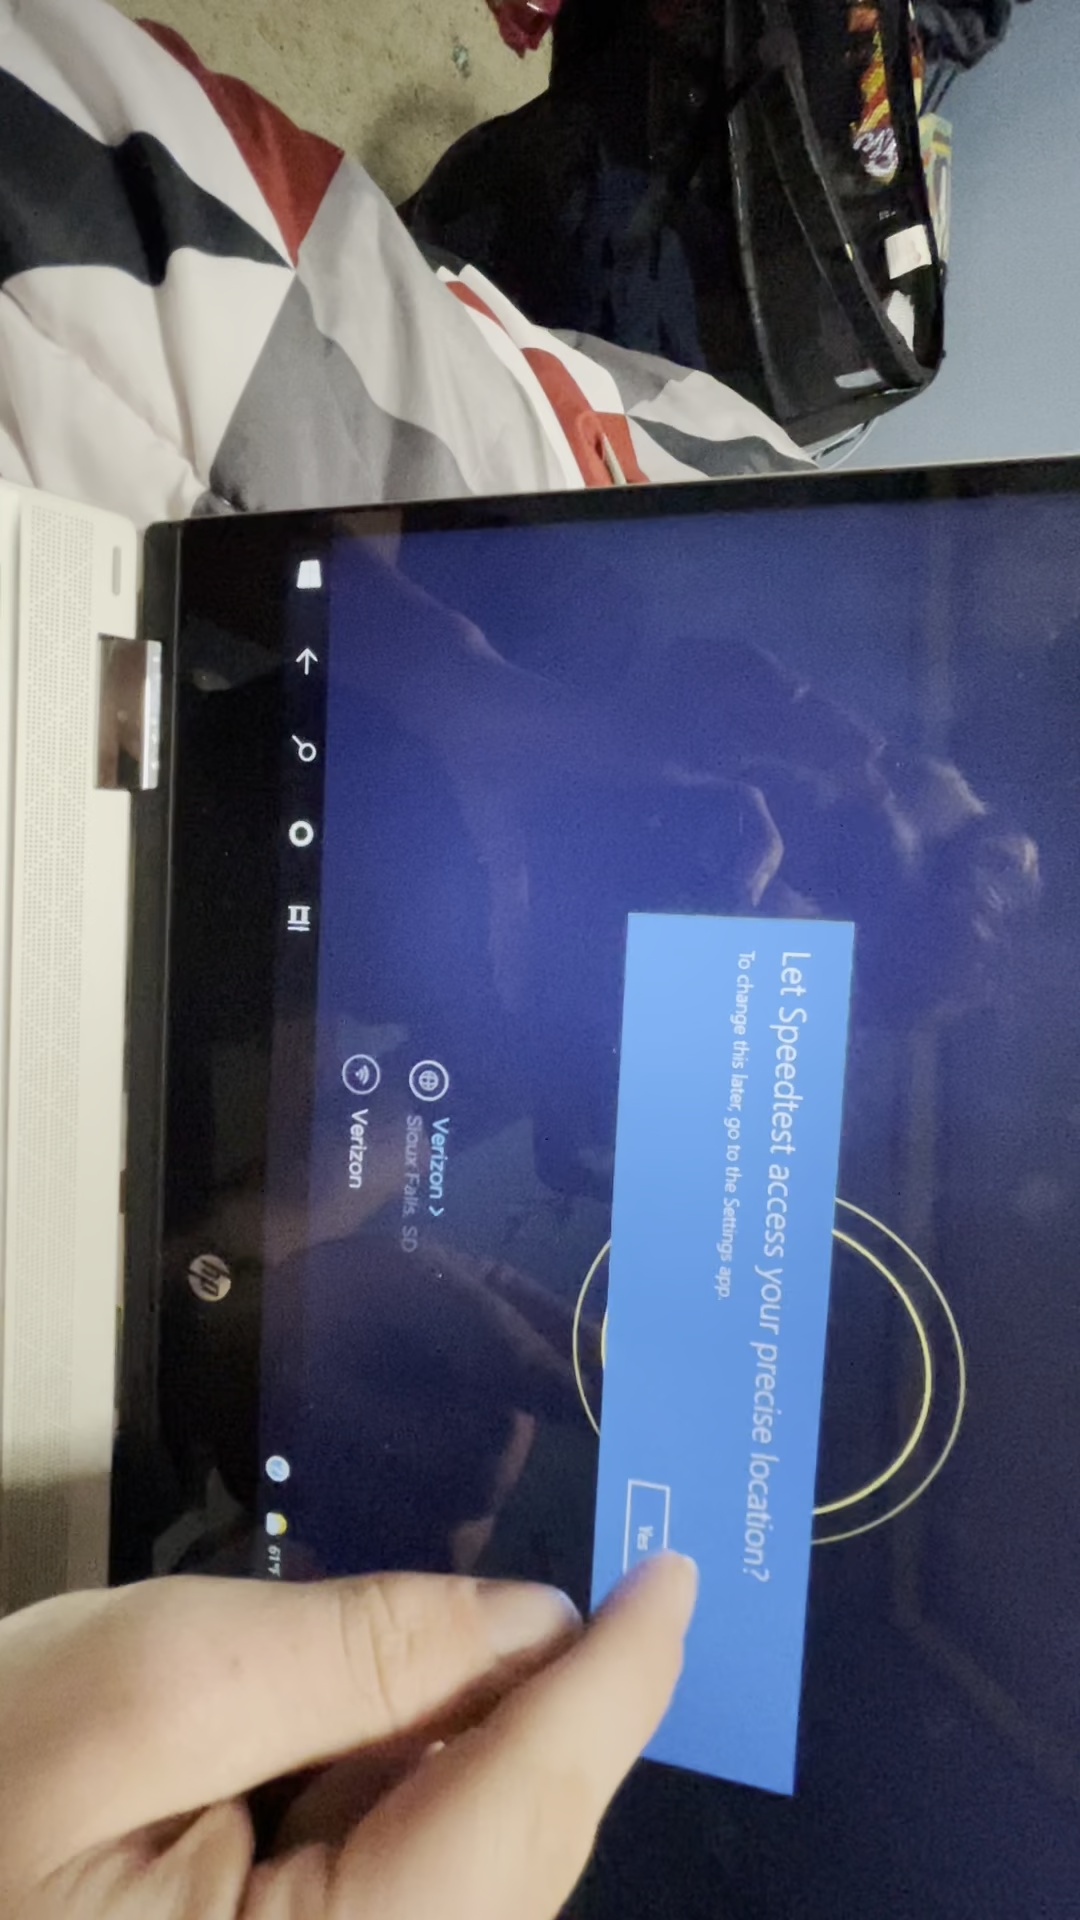 Let Speedtest access your precise location?
To change this later, go to the Settings app.
Yes
Verizon >
Sioux Falls, SD
Verizon
hp
61°F